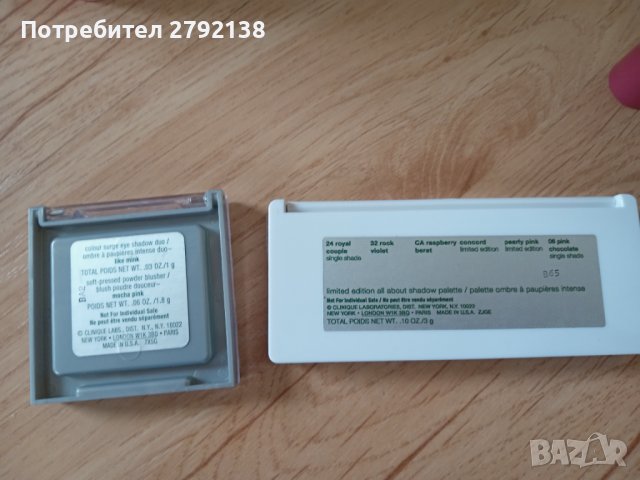 Потребител 2792138
colour surge eye shadow duo /
ombre à paupières intense duo–
like mink
TOTAL POIDS NET WT. .03 OZ./1 g
soft-pressed powder blusher/
blush poudre douceur–
mocha pink
POIDS NET WT. .06 OZ. /1.8 g
Not For Individual Sale /
Ne peut être vendu séparément
© CLINIQUE LABS., DIST. N.Y., N.Y. 10022
NEW YORK • LONDON W1K 3BQ • PARIS
MADE IN U.S.A.
BA2
24 royal couple single shade
32 rock violet
CA raspberry berat
concord limited edition
pearly pink limited edition
06 pink chocolate single shade
D65
limited edition all about shadow palette / palette ombre à paupières intense
Not For Individual Sale / Ne peut être vendu séparément
© CLINIQUE LABORATORIES, DIST. NEW YORK, N.Y. 10022
NEW YORK • LONDON W1K 3BQ • PARIS MADE IN U.S.A.
TOTAL POIDS NET WT. .10 OZ./3 g
BAZAR